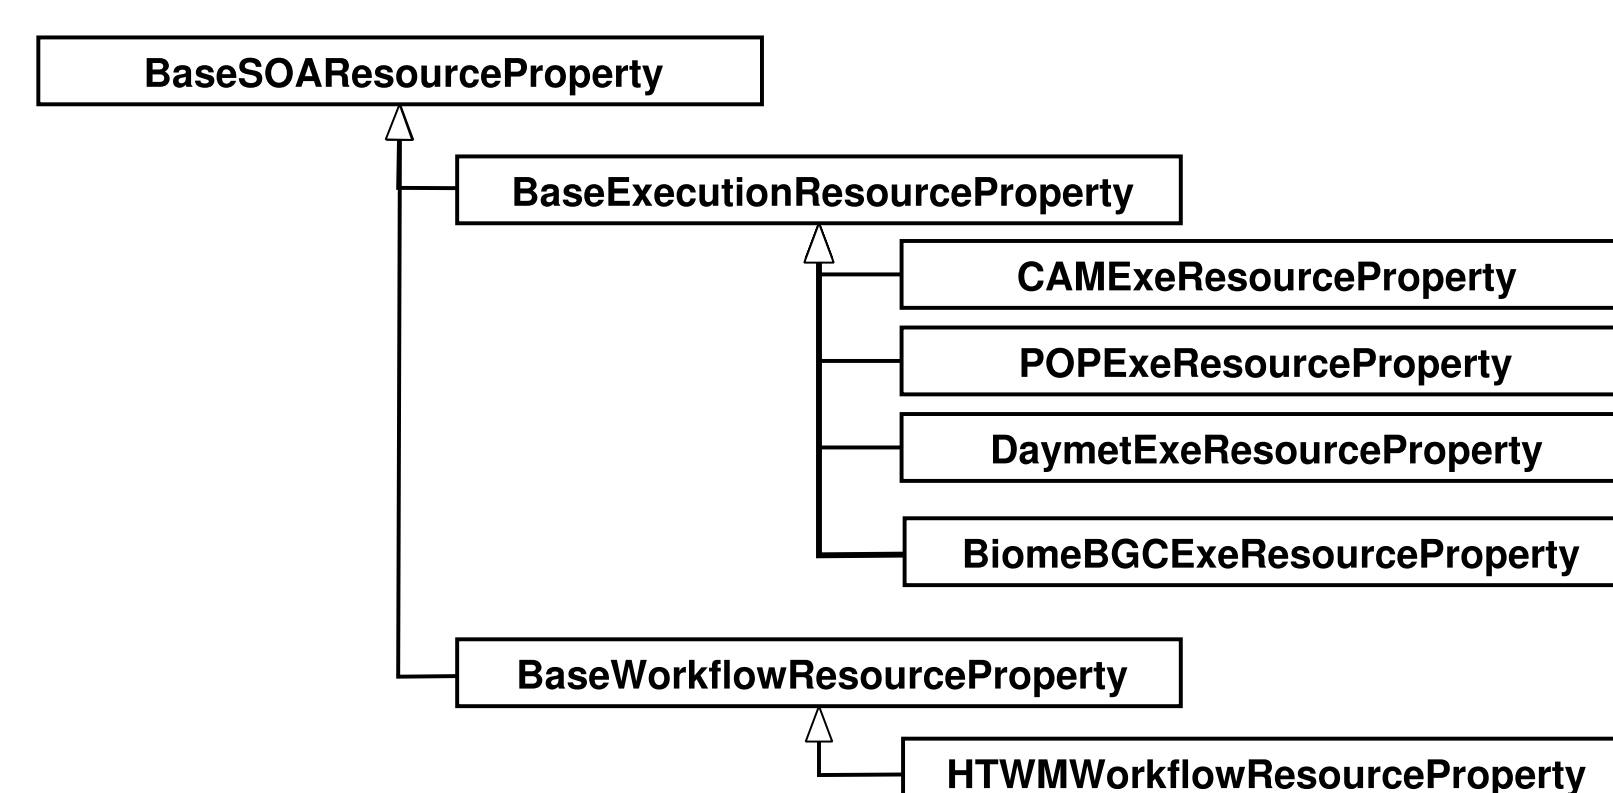 BaseSOAResourceProperty
BaseExecutionResourceProperty
CAMExeResourceProperty
POPExeResourceProperty
DaymetExeResourceProperty
BiomeBGCExeResourceProperty
BaseWorkflowResourceProperty
HTWMWorkflowResourceProperty